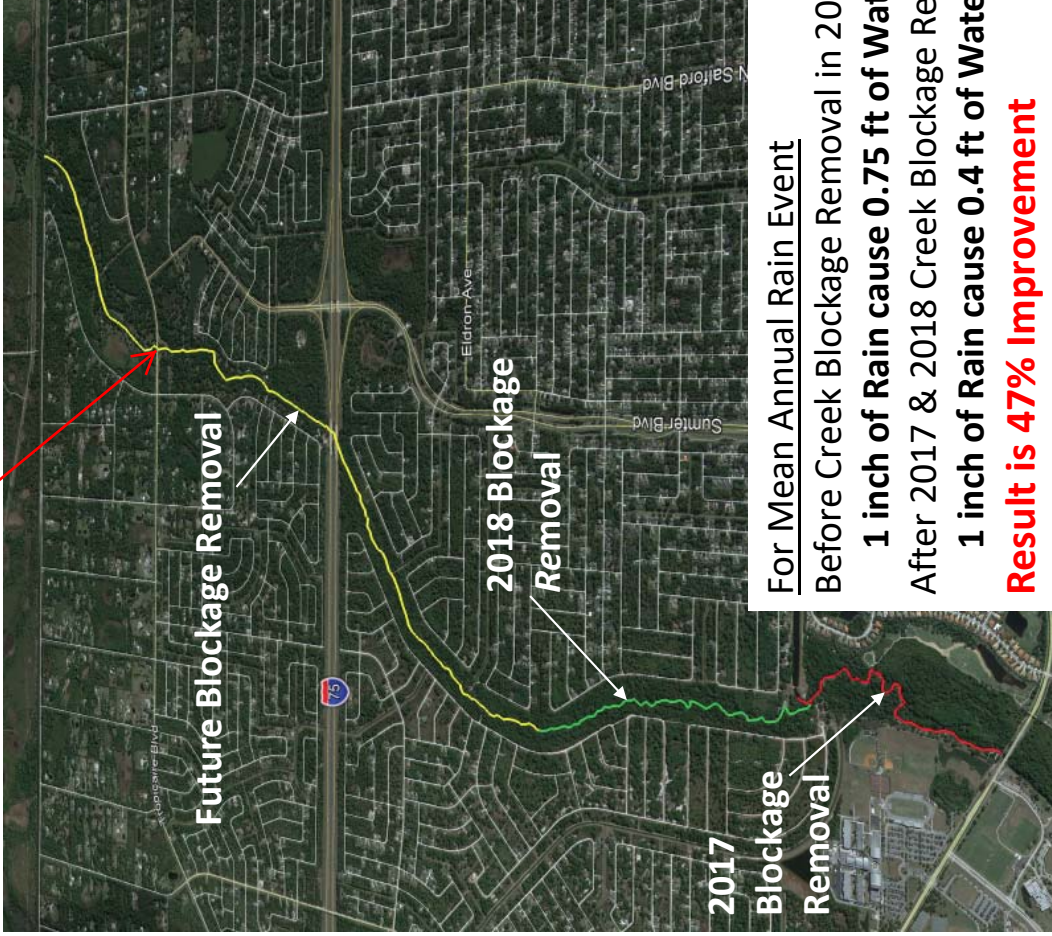 Future Blockage Removal
2018 Blockage
Removal
2017
Blockage
Removal
75
Tropicaire Blvd
Eldron Ave
Sumter Blvd
N Salford Blvd
For Mean Annual Rain Event
Before Creek Blockage Removal in 20
1 inch of Rain cause 0.75 ft of Wat
After 2017 & 2018 Creek Blockage Re
1 inch of Rain cause 0.4 ft of Wate
Result is 47% Improvement